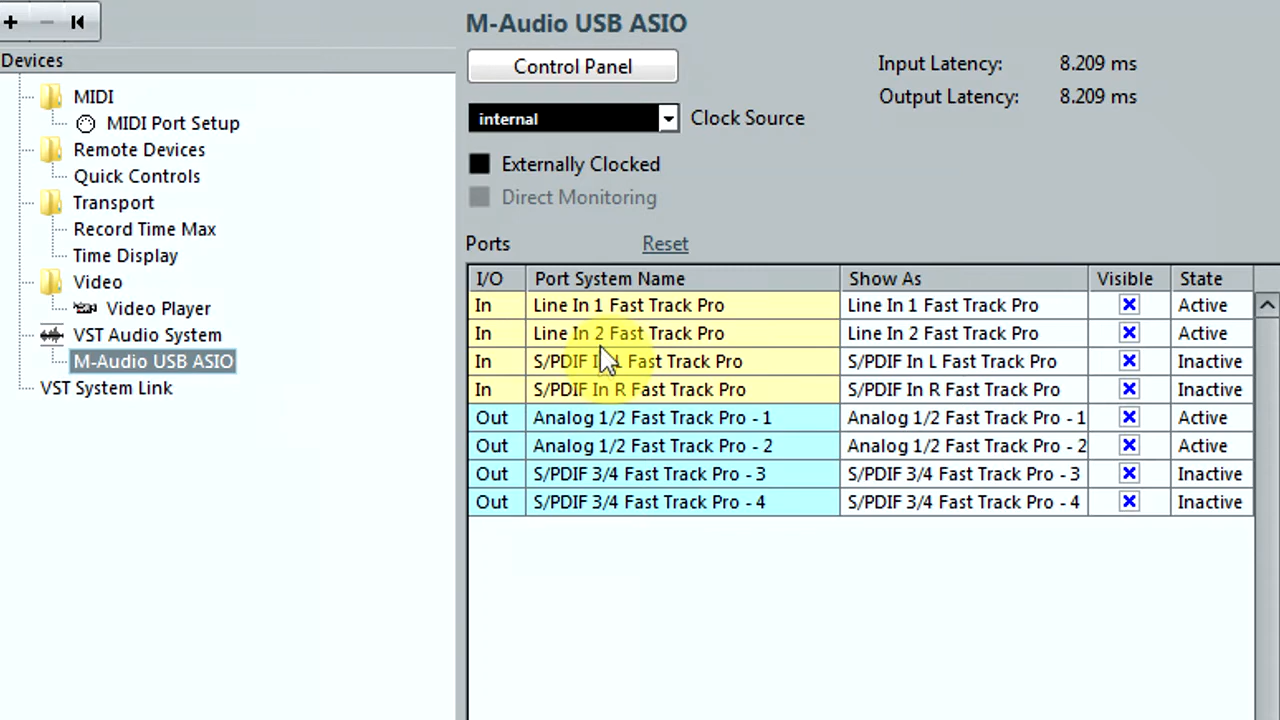 M-Audio USB ASIO
Devices
Control Panel
Input Latency: 8.209 ms
Output Latency: 8.209 ms
MIDI
MIDI Port Setup
Remote Devices
Quick Controls
Transport
Record Time Max
Time Display
Video
Video Player
VST Audio System
M-Audio USB ASIO
VST System Link
internal Clock Source
Externally Clocked
Direct Monitoring
Ports Reset
I/O Port System Name Show As Visible State
In Line In 1 Fast Track Pro Line In 1 Fast Track Pro Active
In Line In 2 Fast Track Pro Line In 2 Fast Track Pro Active
In S/PDIF In L Fast Track Pro S/PDIF In L Fast Track Pro Inactive
In S/PDIF In R Fast Track Pro S/PDIF In R Fast Track Pro Inactive
Out Analog 1/2 Fast Track Pro - 1 Analog 1/2 Fast Track Pro - 1 Active
Out Analog 1/2 Fast Track Pro - 2 Analog 1/2 Fast Track Pro - 2 Active
Out S/PDIF 3/4 Fast Track Pro - 3 S/PDIF 3/4 Fast Track Pro - 3 Inactive
Out S/PDIF 3/4 Fast Track Pro - 4 S/PDIF 3/4 Fast Track Pro - 4 Inactive